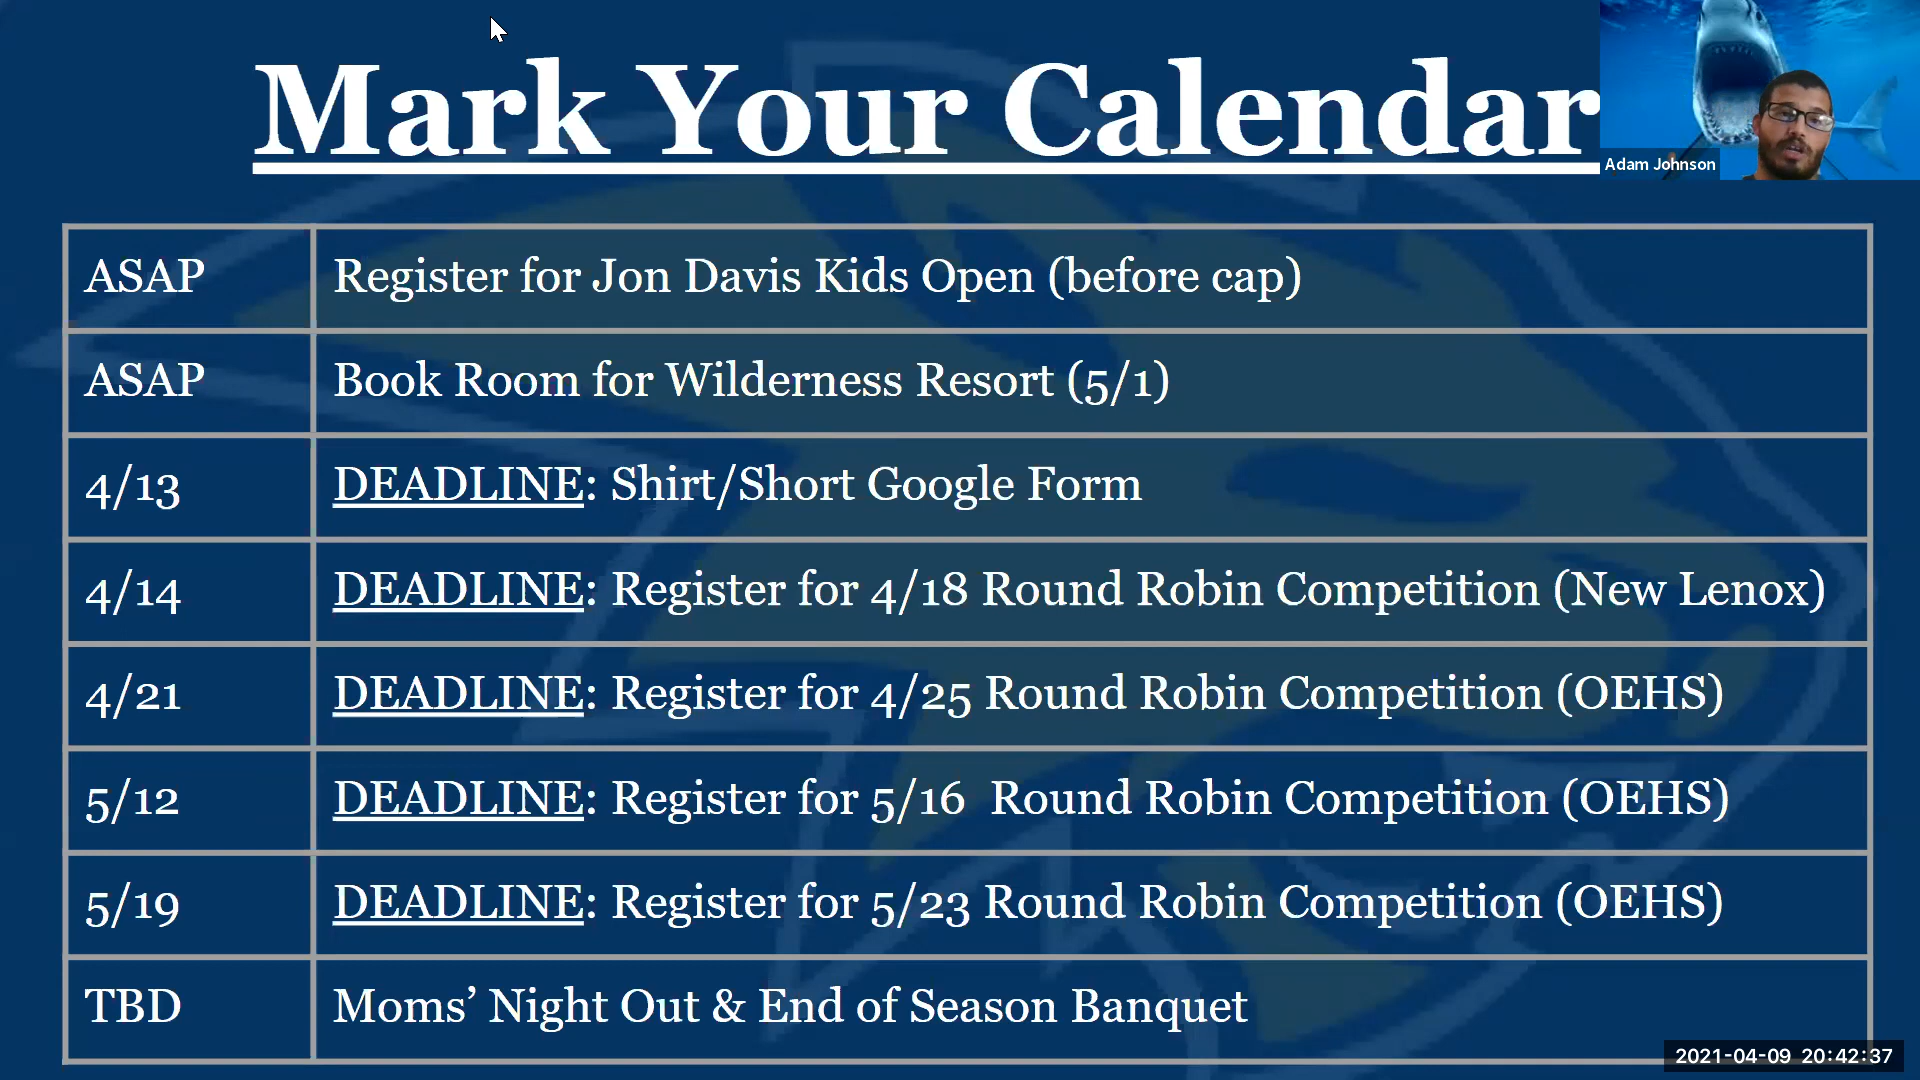 Mark Your Calendar
Adam Johnson
ASAP Register for Jon Davis Kids Open (before cap)
ASAP Book Room for Wilderness Resort (5/1)
4/13 DEADLINE: Shirt/Short Google Form
4/14 DEADLINE: Register for 4/18 Round Robin Competition (New Lenox)
4/21 DEADLINE: Register for 4/25 Round Robin Competition (OEHS)
5/12 DEADLINE: Register for 5/16  Round Robin Competition (OEHS)
5/19 DEADLINE: Register for 5/23 Round Robin Competition (OEHS)
TBD Moms’ Night Out & End of Season Banquet
2021-04-09 20:42:37